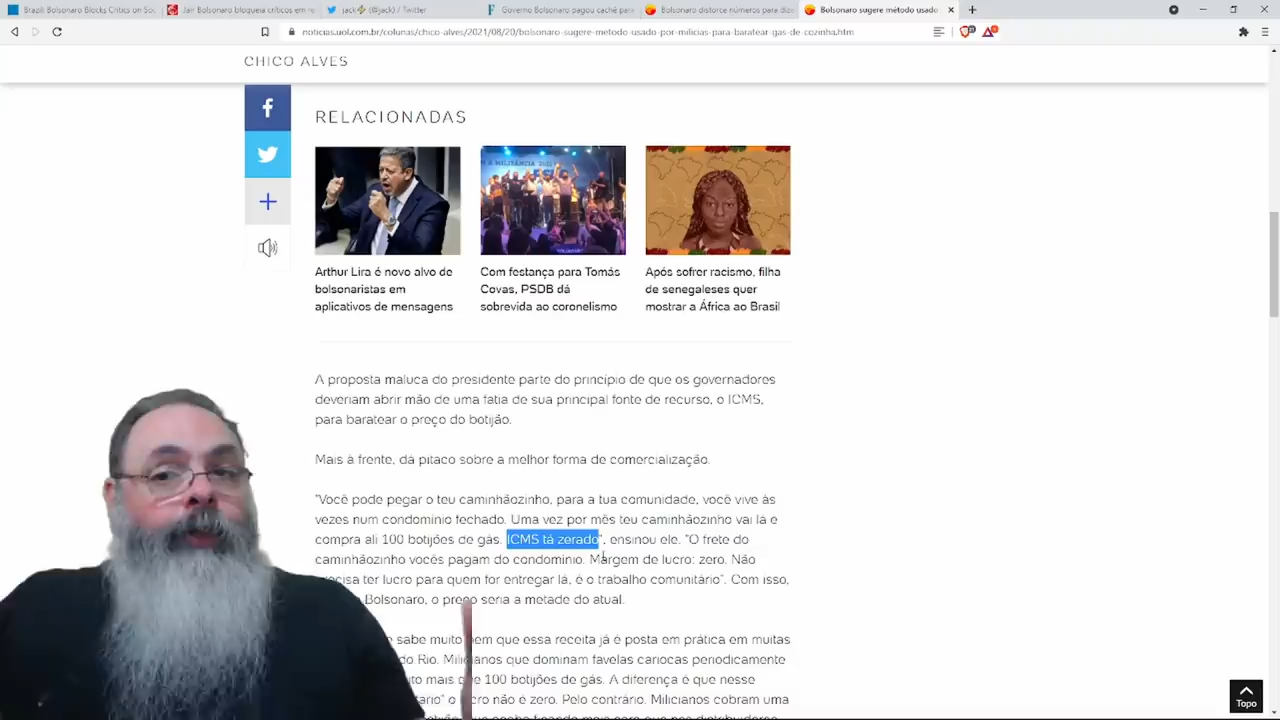 Brazil: Bolsonaro Blocks Critics on Soc
Jair Bolsonaro bloqueia críticos em re
jack⚡ (@jack) / Twitter
Governo Bolsonaro pagou cachê para
Bolsonaro distorce números para dize
Bolsonaro sugere método usado
noticias.uol.com.br/colunas/chico-alves/2021/08/20/bolsonaro-sugere-metodo-usado-por-milicias-para-baratear-gas-de-cozinha.htm
CHICO ALVES
RELACIONADAS
Arthur Lira é novo alvo de
bolsonaristas em
aplicativos de mensagens
Com festança para Tomás
Covas, PSDB dá
sobrevida ao coronelismo
Após sofrer racismo, filha
de senegaleses quer
mostrar a África ao Brasil
A proposta maluca do presidente parte do princípio de que os governadores
deveriam abrir mão de uma fatia de sua principal fonte de recurso, o ICMS,
para baratear o preço do botijão.
Mais à frente, dá pitaco sobre a melhor forma de comercialização.
"Você pode pegar o teu caminhãozinho, para a tua comunidade, você vive às
vezes num condomínio fechado. Uma vez por mês teu caminhãozinho vai lá e
compra ali 100 botijões de gás. ICMS tá zerado", ensinou ele. "O frete do
caminhãozinho vocês pagam do condomínio. Margem de lucro: zero. Não
precisa ter lucro para quem for entregar lá, é o trabalho comunitário". Com isso,
Bolsonaro, o preço seria a metade do atual.
sabe muito bem que essa receita já é posta em prática em muitas
do Rio. Milicianos que dominam favelas cariocas periodicamente
mais que 100 botijões de gás. A diferença é que nesse
o lucro não é zero. Pelo contrário. Milicianos cobram uma
Topo